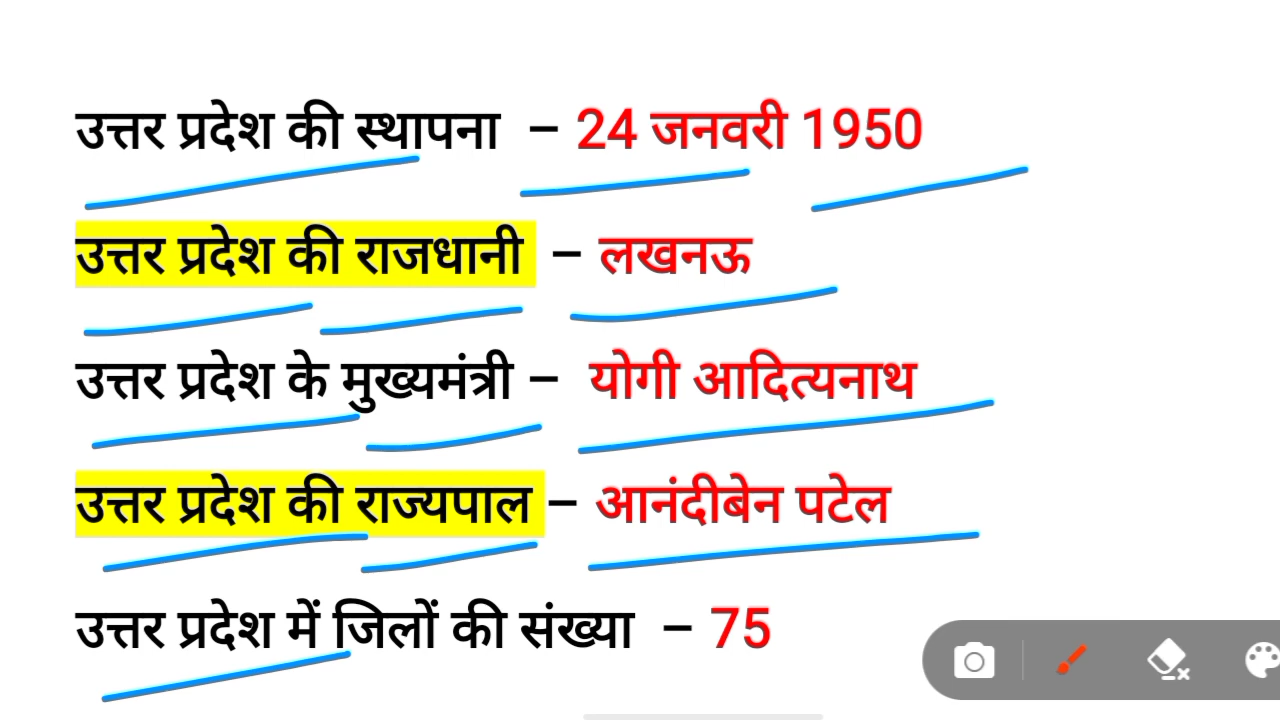 उत्तर प्रदेश की स्थापना – 24 जनवरी 1950
उत्तर प्रदेश की राजधानी – लखनऊ
उत्तर प्रदेश के मुख्यमंत्री – योगी आदित्यनाथ
उत्तर प्रदेश की राज्यपाल – आनंदीबेन पटेल
उत्तर प्रदेश में जिलों की संख्या – 75